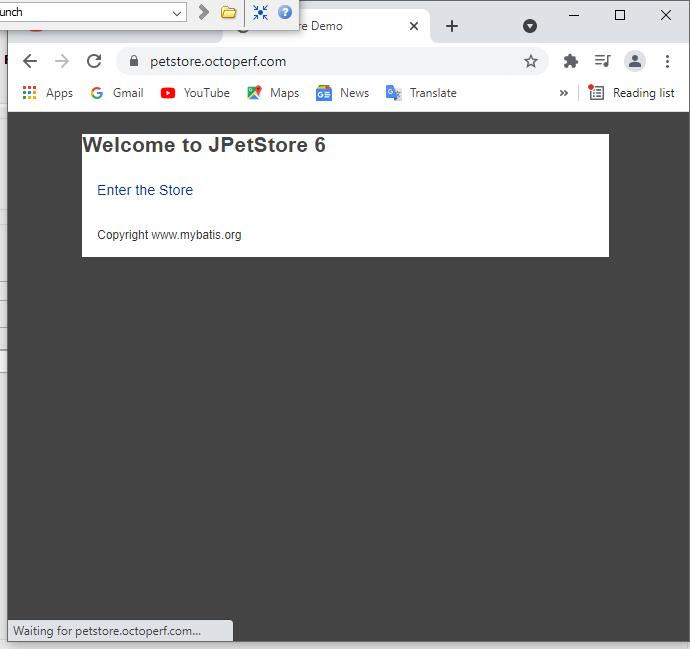 unch
re Demo
petstore.octoperf.com
Apps Gmail YouTube Maps News Translate » Reading list
Welcome to JPetStore 6
Enter the Store
Copyright www.mybatis.org
Waiting for petstore.octoperf.com...